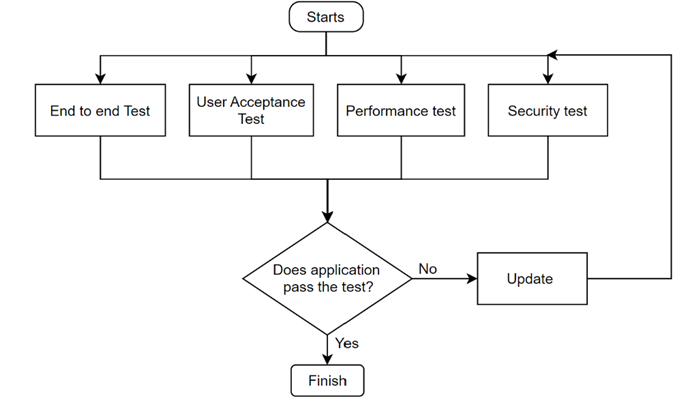 Starts
End to end Test
User Acceptance
Test
Performance test
Security test
Does application
pass the test?
No
Update
Yes
Finish